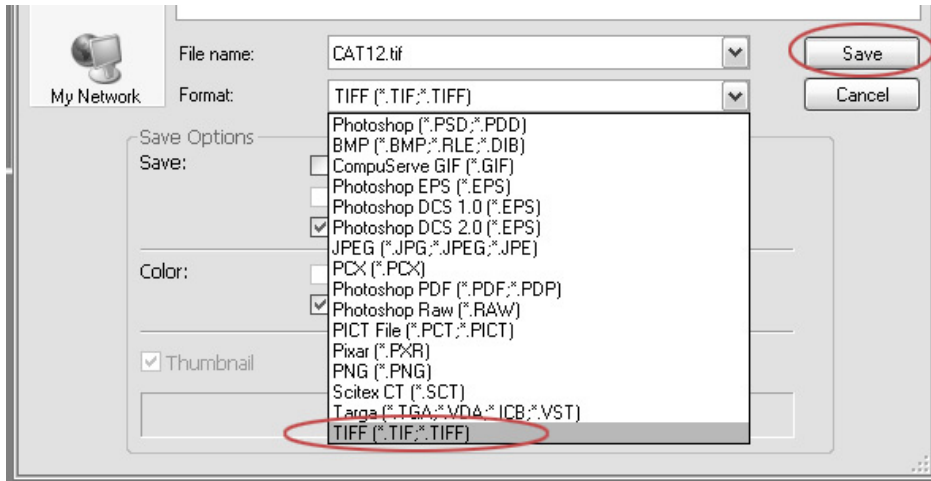 File name:
CAT12.tif
Save
My Network
Format:
TIFF (*.TIF;*.TIFF)
Cancel
Save Options
Save:
Color:
Thumbnail
Photoshop (*.PSD;*.PDD)
BMP (*.BMP;*.RLE;*.DIB)
CompuServe GIF (*.GIF)
Photoshop EPS (*.EPS)
Photoshop DCS 1.0 (*.EPS)
Photoshop DCS 2.0 (*.EPS)
JPEG (*.JPG;*.JPEG;*.JPE)
PCX (*.PCX)
Photoshop PDF (*.PDF;*.PDP)
Photoshop Raw (*.RAW)
PICT File (*.PCT;*.PICT)
Pixar (*.PXR)
PNG (*.PNG)
Scitex CT (*.SCT)
Targa (*.TGA;*.VDA;*.ICB;*.VST)
TIFF (*.TIF;*.TIFF)